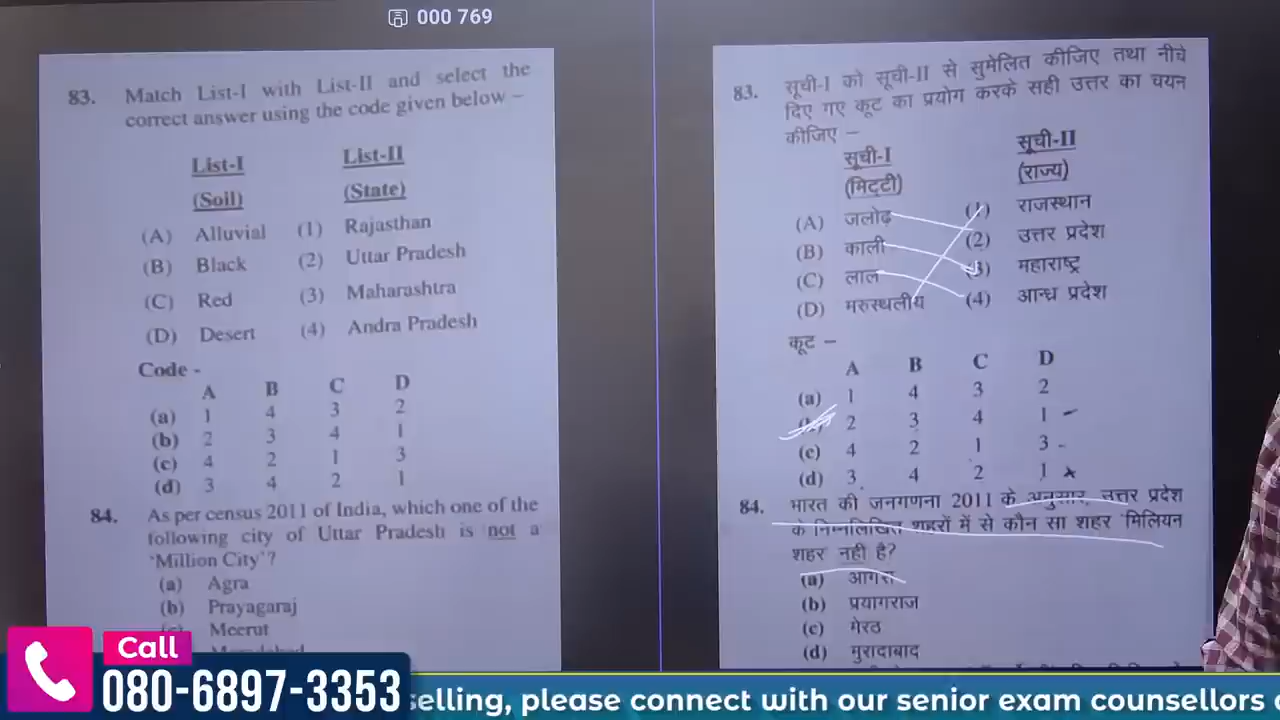 000 769
83. Match List-I with List-II and select the
correct answer using the code given below –
List-I List-II
(Soil) (State)
(A) Alluvial (1) Rajasthan
(B) Black (2) Uttar Pradesh
(C) Red (3) Maharashtra
(D) Desert (4) Andra Pradesh
Code -
A B C D
(a) 1 4 3 2
(b) 2 3 4 1
(c) 4 2 1 3
(d) 3 4 2 1
84. As per census 2011 of India, which one of the
following city of Uttar Pradesh is not a
'Million City'?
(a) Agra
(b) Prayagaraj
(c) Meerut
83. सूची-I को सूची-II से सुमेलित कीजिए तथा नीचे
दिए गए कूट का प्रयोग करके सही उत्तर का चयन
कीजिए –
सूची-I सूची-II
(मिट्टी) (राज्य)
(A) जलोढ़ (1) राजस्थान
(B) काली (2) उत्तर प्रदेश
(C) लाल (3) महाराष्ट्र
(D) मरुस्थलीय (4) आन्ध्र प्रदेश
कूट –
A B C D
(a) 1 4 3 2
2 3 4 1
(c) 4 2 1 3
(d) 3 4 2 1
84. भारत की जनगणना 2011 के अनुसार, उत्तर प्रदेश
के निम्नलिखित शहरों में से कौन सा शहर 'मिलियन
शहर नही है?
(a) आगरा
(b) प्रयागराज
(c) मेरठ
(d) मुरादाबाद
Call
080-6897-3353
selling, please connect with our senior exam counsellors